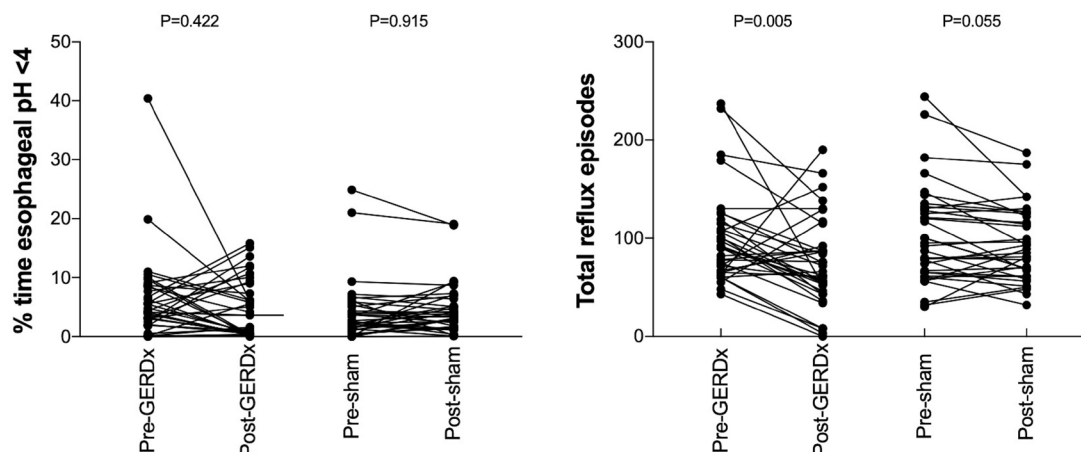 P=0.422 P=0.915
% time esophageal pH <4
50
40
30
20
10
0
Pre-GERDx
Post-GERDx
Pre-sham
Post-sham
P=0.005 P=0.055
Total reflux episodes
300
200
100
0
Pre-GERDx
Post-GERDx
Pre-sham
Post-sham